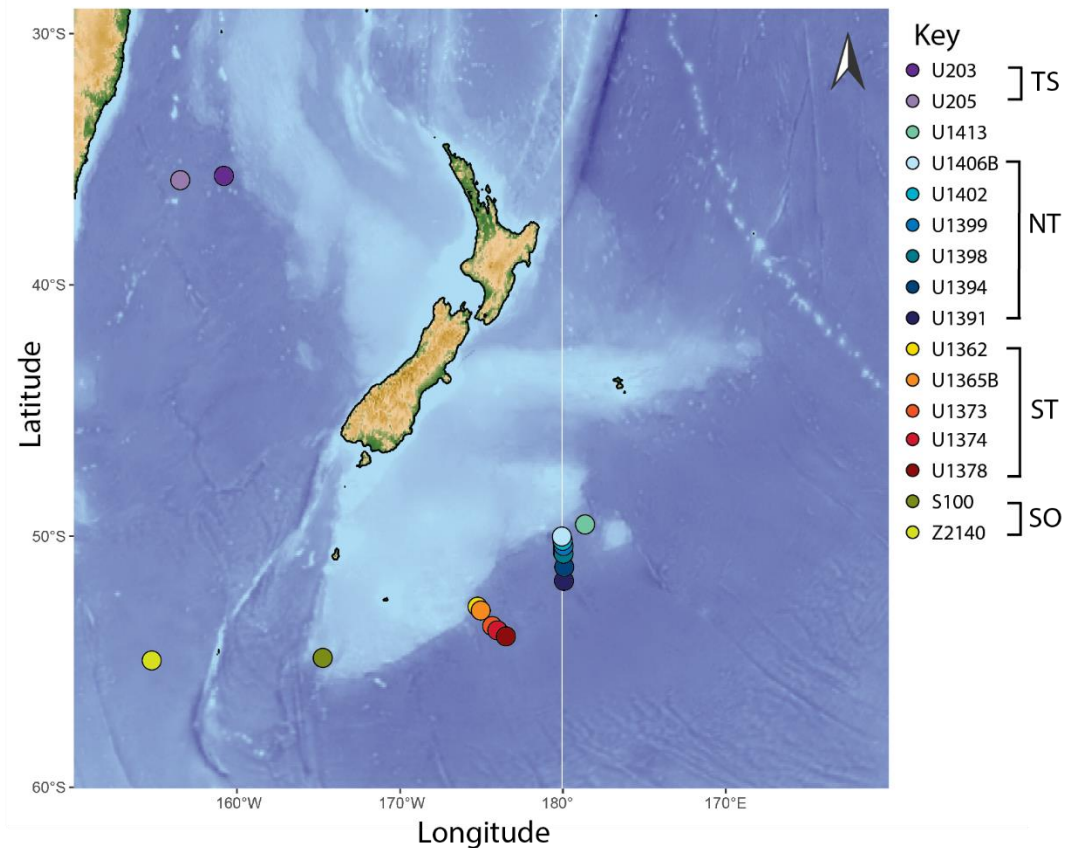 Key
U203
U205
TS
U1413
U1406B
U1402
U1399
U1398
U1394
U1391
NT
U1362
U1365B
U1373
U1374
U1378
ST
S100
Z2140
SO
30°S
40°S
50°S
60°S
Latitude
160°W
170°W
180°
170°E
Longitude